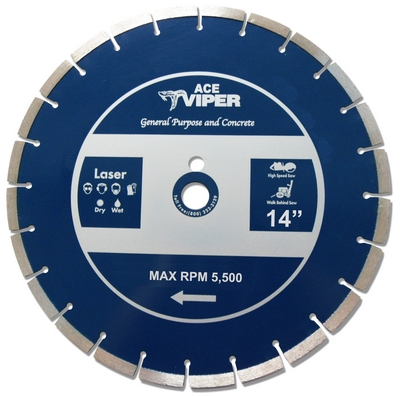 ACE
VIPER
General Purpose and Concrete
Laser
Dry Wet
High Speed Saw
Walk Behind Saw
14”
MAX RPM 5,500